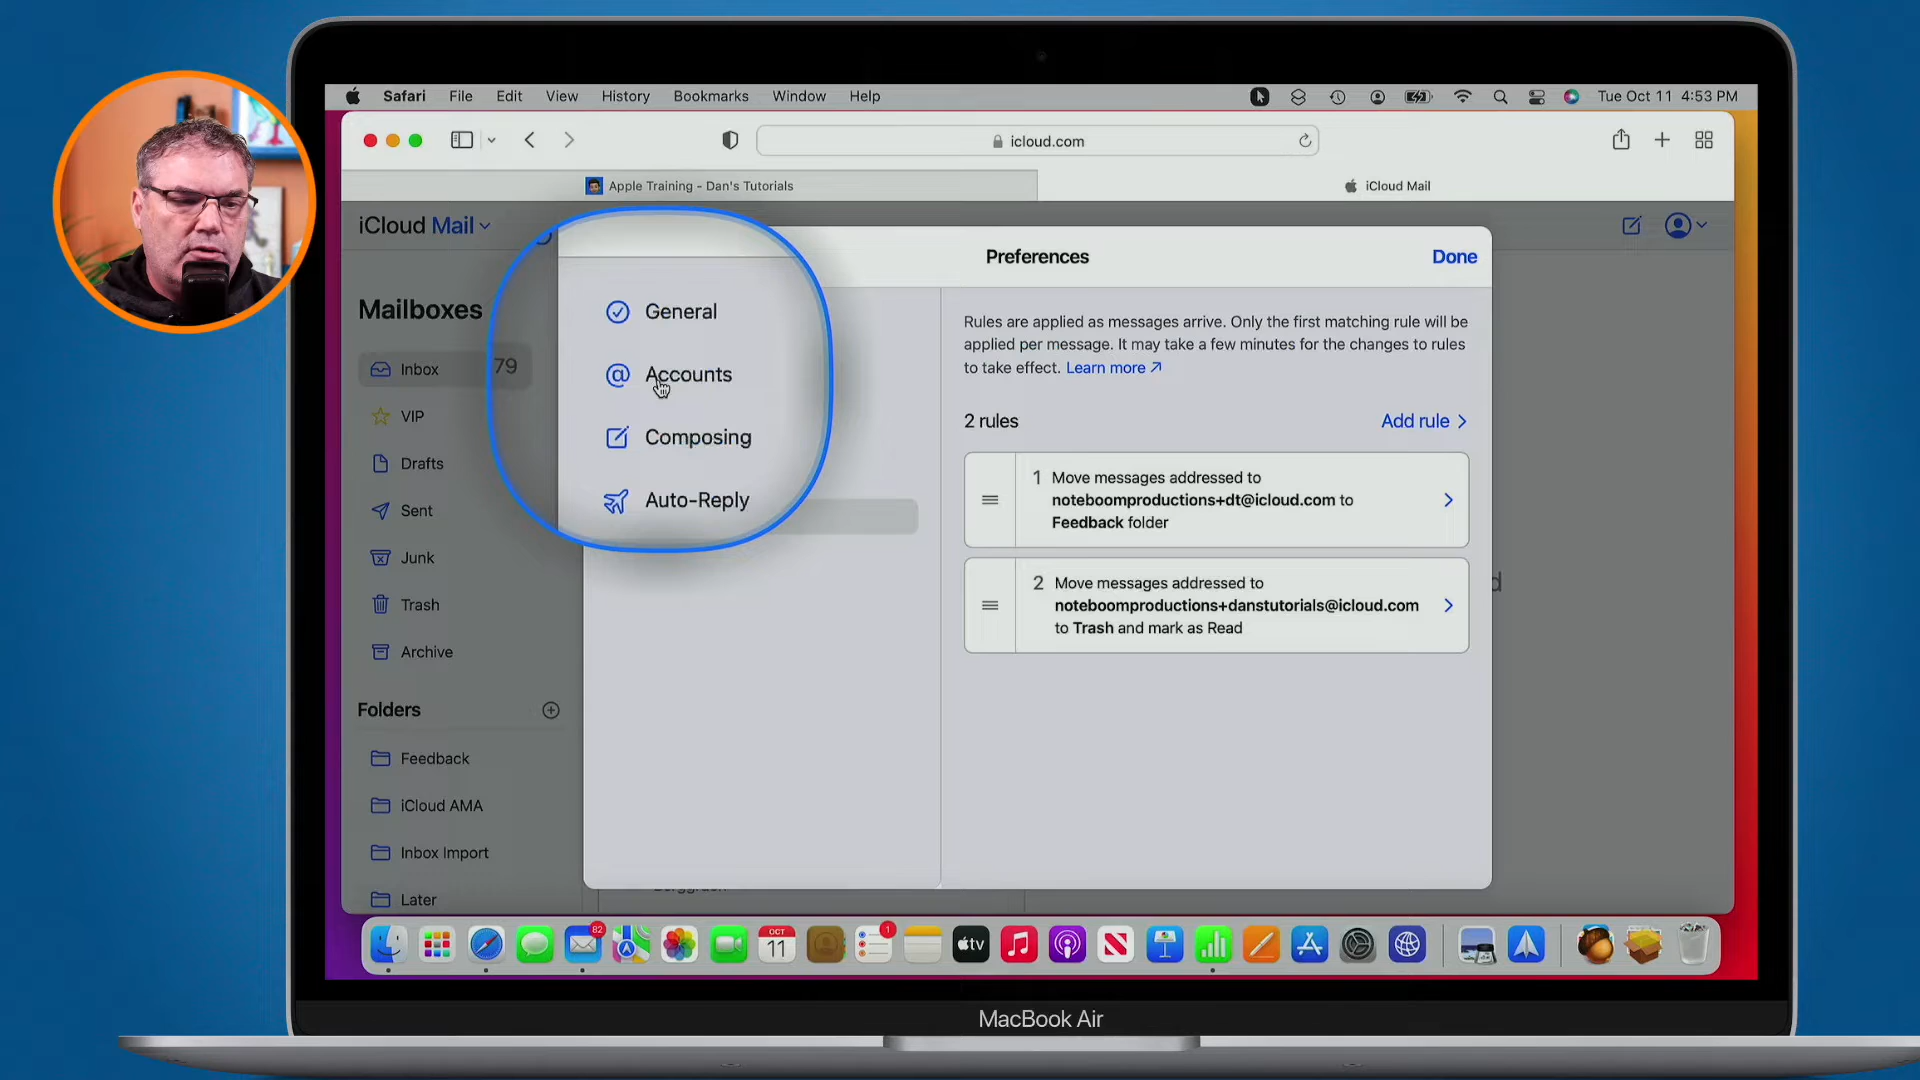 Safari File Edit View History Bookmarks Window Help
Tue Oct 11 4:53 PM
icloud.com
Apple Training - Dan's Tutorials
iCloud Mail
iCloud Mail
Preferences
Done
Mailboxes
Inbox
79
VIP
Drafts
Sent
Junk
Trash
Archive
Folders
Feedback
iCloud AMA
Inbox Import
Later
General
@ Accounts
Composing
Auto-Reply
Rules are applied as messages arrive. Only the first matching rule will be
applied per message. It may take a few minutes for the changes to rules
to take effect. Learn more ↗
2 rules
Add rule >
1 Move messages addressed to
noteboomproductions+dt@icloud.com to
Feedback folder
2 Move messages addressed to
noteboomproductions+danstutorials@icloud.com
to Trash and mark as Read
82
OCT
11
1
tv
MacBook Air